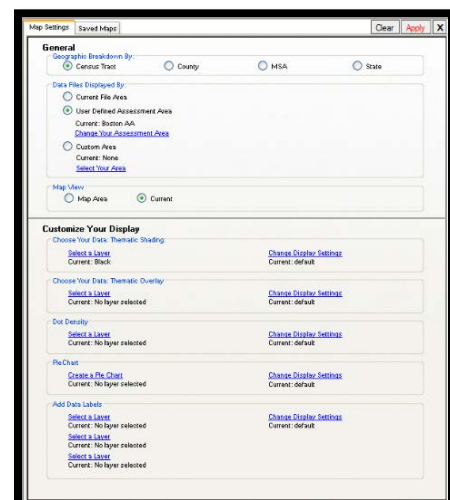 Map Settings Saved Maps Clear Apply X
General
Geographic Breakdown By:
Census Tract County MSA State
Data Files Displayed By:
Current File Area
User Defined Assessment Area
Current: Boston AA
Change Your Assessment Area
Custom Area
Current: None
Select Your Area
Map View
Map Area Current
Customize Your Display
Choose Your Data: Thematic Shading:
Select a Layer Change Display Settings
Current: Black Current: default
Choose Your Data: Thematic Overlay
Select a Layer Change Display Settings
Current: No layer selected Current: default
Dot Density
Select a Layer Change Display Settings
Current: No layer selected Current: default
Pie Chart
Create a Pie Chart Change Display Settings
Current: No layer selected Current: default
Add Data Labels
Select a Layer Change Display Settings
Current: No layer selected Current: default
Select a Layer
Current: No layer selected
Select a Layer
Current: No layer selected